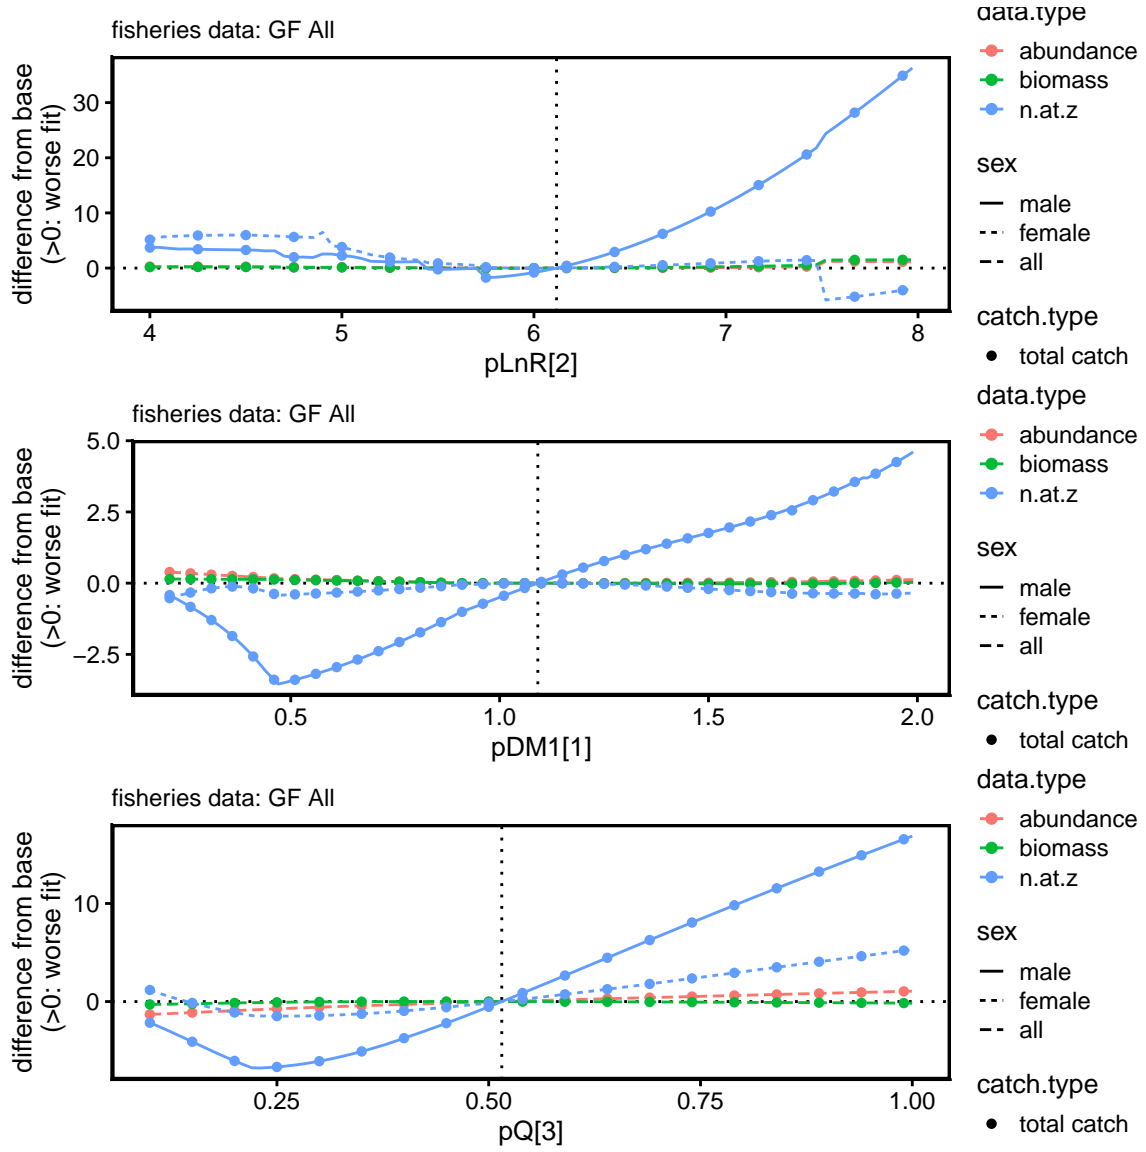 fisheries data: GF All
difference from base
(>0: worse fit)
30
20
10
0
4
5
6
7
8
pLnR[2]
data.type
abundance
biomass
n.at.z
sex
male
female
all
catch.type
total catch
fisheries data: GF All
difference from base
(>0: worse fit)
5.0
2.5
0.0
−2.5
0.5
1.0
1.5
2.0
pDM1[1]
data.type
abundance
biomass
n.at.z
sex
male
female
all
catch.type
total catch
fisheries data: GF All
difference from base
(>0: worse fit)
10
0
0.25
0.50
0.75
1.00
pQ[3]
data.type
abundance
biomass
n.at.z
sex
male
female
all
catch.type
total catch